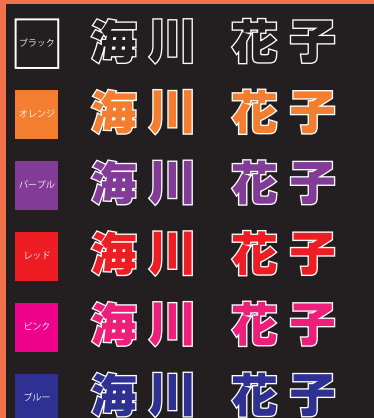 ブラック 海川 花子
オレンジ 海川 花子
パープル 海川 花子
レッド 海川 花子
ピンク 海川 花子
ブルー 海川 花子